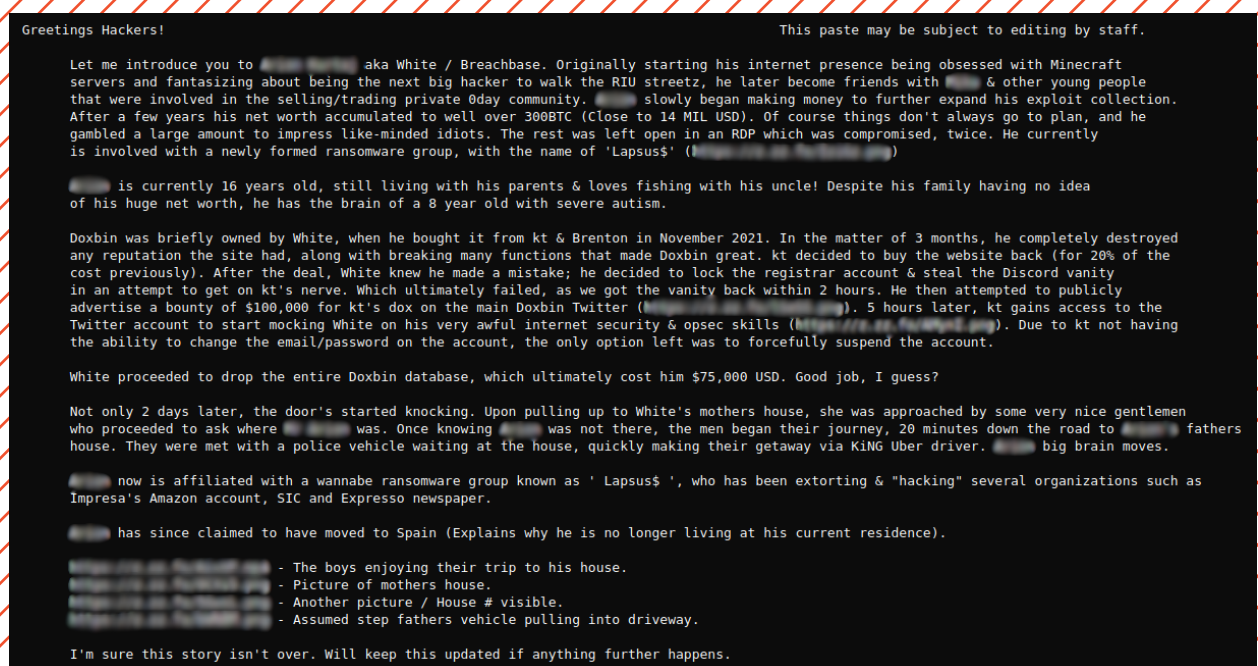 Greetings Hackers! This paste may be subject to editing by staff.
Let me introduce you to aka White / Breachbase. Originally starting his internet presence being obsessed with Minecraft
servers and fantasizing about being the next big hacker to walk the RIU streetz, he later become friends with & other young people
that were involved in the selling/trading private 0day community. slowly began making money to further expand his exploit collection.
After a few years his net worth accumulated to well over 300BTC (Close to 14 MIL USD). Of course things don't always go to plan, and he
gambled a large amount to impress like-minded idiots. The rest was left open in an RDP which was compromised, twice. He currently
is involved with a newly formed ransomware group, with the name of 'Lapsus$' ( )
is currently 16 years old, still living with his parents & loves fishing with his uncle! Despite his family having no idea
of his huge net worth, he has the brain of a 8 year old with severe autism.
Doxbin was briefly owned by White, when he bought it from kt & Brenton in November 2021. In the matter of 3 months, he completely destroyed
any reputation the site had, along with breaking many functions that made Doxbin great. kt decided to buy the website back (for 20% of the
cost previously). After the deal, White knew he made a mistake; he decided to lock the registrar account & steal the Discord vanity
in an attempt to get on kt's nerve. Which ultimately failed, as we got the vanity back within 2 hours. He then attempted to publicly
advertise a bounty of $100,000 for kt's dox on the main Doxbin Twitter ( ). 5 hours later, kt gains access to the
Twitter account to start mocking White on his very awful internet security & opsec skills ( ). Due to kt not having
the ability to change the email/password on the account, the only option left was to forcefully suspend the account.
White proceeded to drop the entire Doxbin database, which ultimately cost him $75,000 USD. Good job, I guess?
Not only 2 days later, the door's started knocking. Upon pulling up to White's mothers house, she was approached by some very nice gentlemen
who proceeded to ask where was. Once knowing was not there, the men began their journey, 20 minutes down the road to fathers
house. They were met with a police vehicle waiting at the house, quickly making their getaway via KiNG Uber driver. big brain moves.
now is affiliated with a wannabe ransomware group known as ' Lapsus$ ', who has been extorting & "hacking" several organizations such as
Impresa's Amazon account, SIC and Expresso newspaper.
has since claimed to have moved to Spain (Explains why he is no longer living at his current residence).
- The boys enjoying their trip to his house.
- Picture of mothers house.
- Another picture / House # visible.
- Assumed step fathers vehicle pulling into driveway.
I'm sure this story isn't over. Will keep this updated if anything further happens.